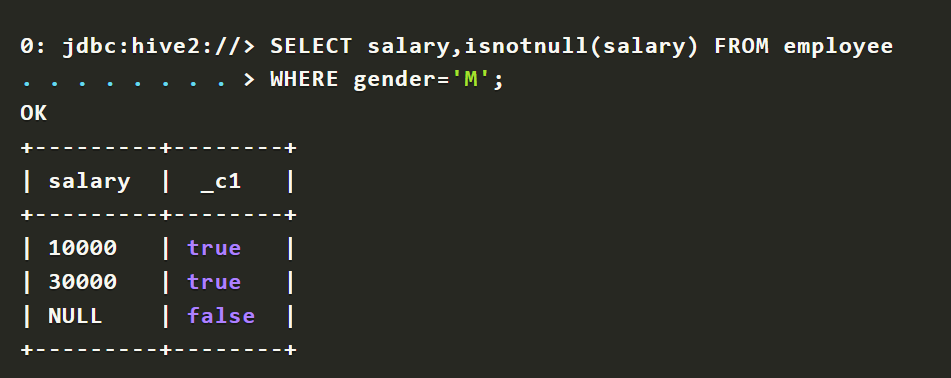 0: jdbc:hive2://> SELECT salary,isnotnull(salary) FROM employee
. . . . . . . . > WHERE gender='M';
OK
+---------+--------+
| salary  |  _c1   |
+---------+--------+
| 10000   | true   |
| 30000   | true   |
| NULL    | false  |
+---------+--------+